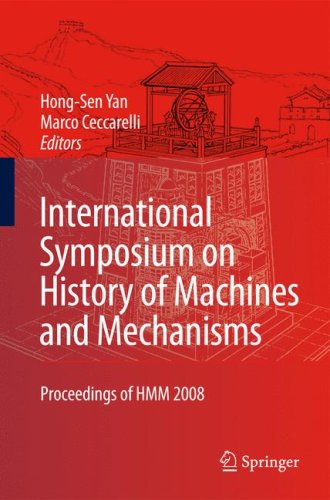 Hong-Sen Yan
Marco Ceccarelli
Editors
International
Symposium on
History of Machines
and Mechanisms
Proceedings of HMM 2008
Springer